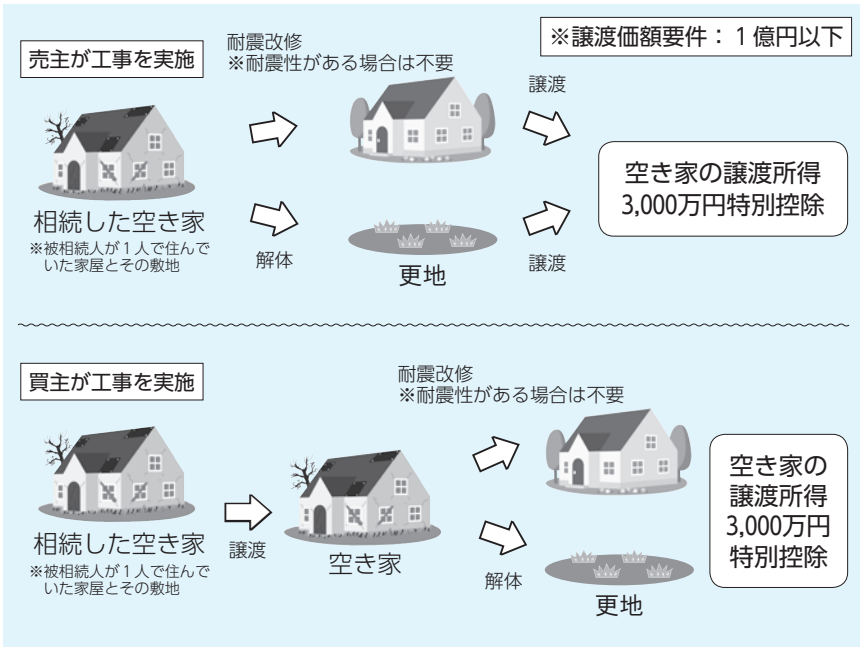 売主が工事を実施
耐震改修
※耐震性がある場合は不要
※譲渡価額要件：１億円以下
相続した空き家
※被相続人が１人で住んで
いた家屋とその敷地
解体
更地
譲渡
譲渡
空き家の譲渡所得
3,000万円特別控除
買主が工事を実施
耐震改修
※耐震性がある場合は不要
相続した空き家
※被相続人が１人で住んで
いた家屋とその敷地
譲渡
空き家
解体
更地
空き家の
譲渡所得
3,000万円
特別控除